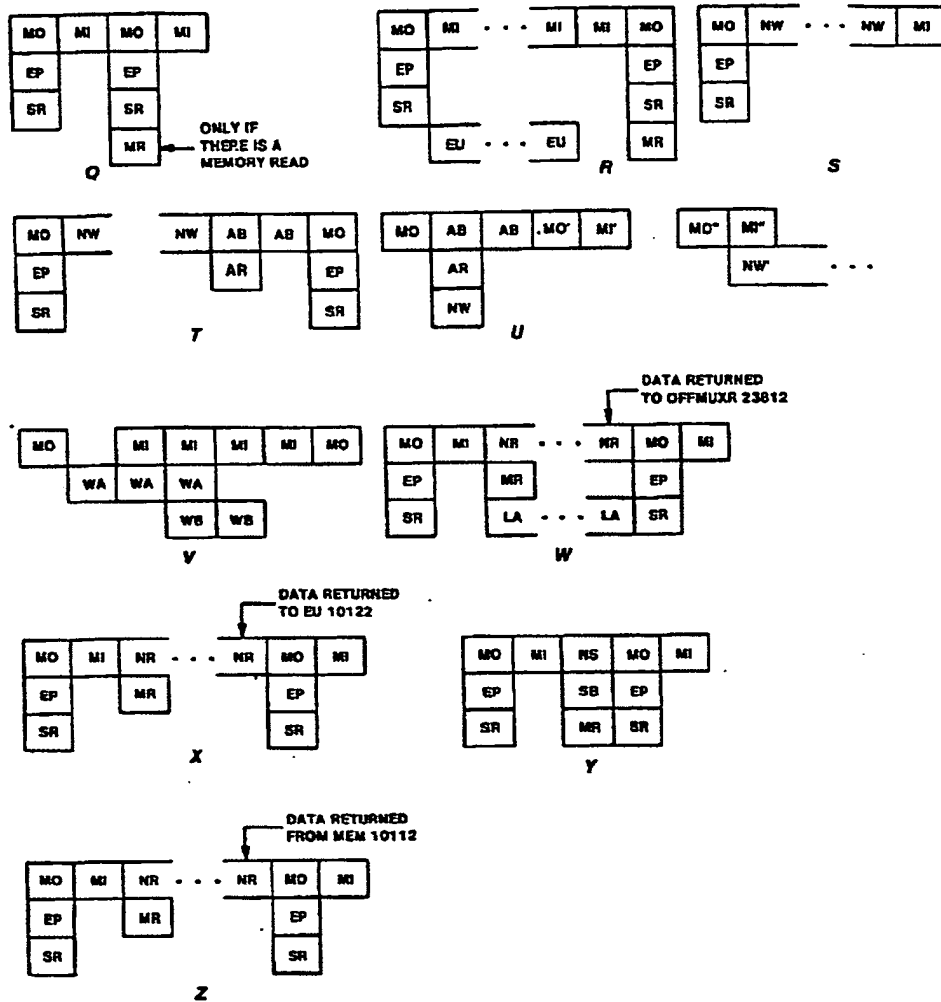 MO MI MO MI
EP EP
SR SR
MR
ONLY IF
THERE IS A
MEMORY READ
Q
MO MI · · · MI MI MO
EP EP
SR SR
EU · · · EU MR
R
MO NW · · · NW MI
EP
SR
S
MO NW NW AB AB MO
EP AR EP
SR SR
T
MO AB AB .MO' MI'
AR
NW
U
MO" MI"
NW' · · ·
MO MI MI MI MI MO
WA WA WA
WB WB
V
DATA RETURNED
TO OFFMUXR 23812
MO MI NR · · · NR MO MI
EP MR EP
SR LA · · · LA SR
W
DATA RETURNED
TO EU 10122
MO MI NR · · · NR MO MI
EP MR EP
SR SR
X
MO MI NS MO MI
EP SB EP
SR MR SR
Y
DATA RETURNED
FROM MEM 10112
MO MI NR · · · NR MO MI
EP MR EP
SR SR
Z